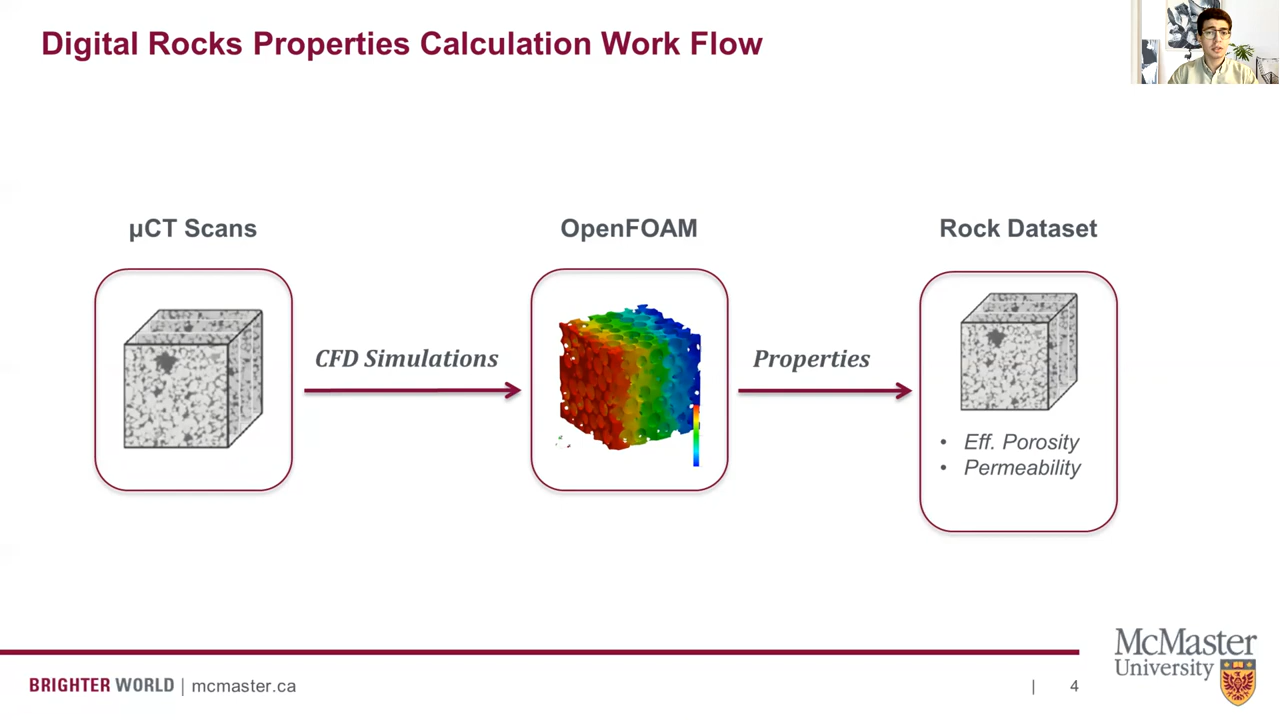 Digital Rocks Properties Calculation Work Flow
µCT Scans
OpenFOAM
Rock Dataset
CFD Simulations
Properties
• Eff. Porosity
• Permeability
BRIGHTER WORLD | mcmaster.ca
| 4
McMaster
University